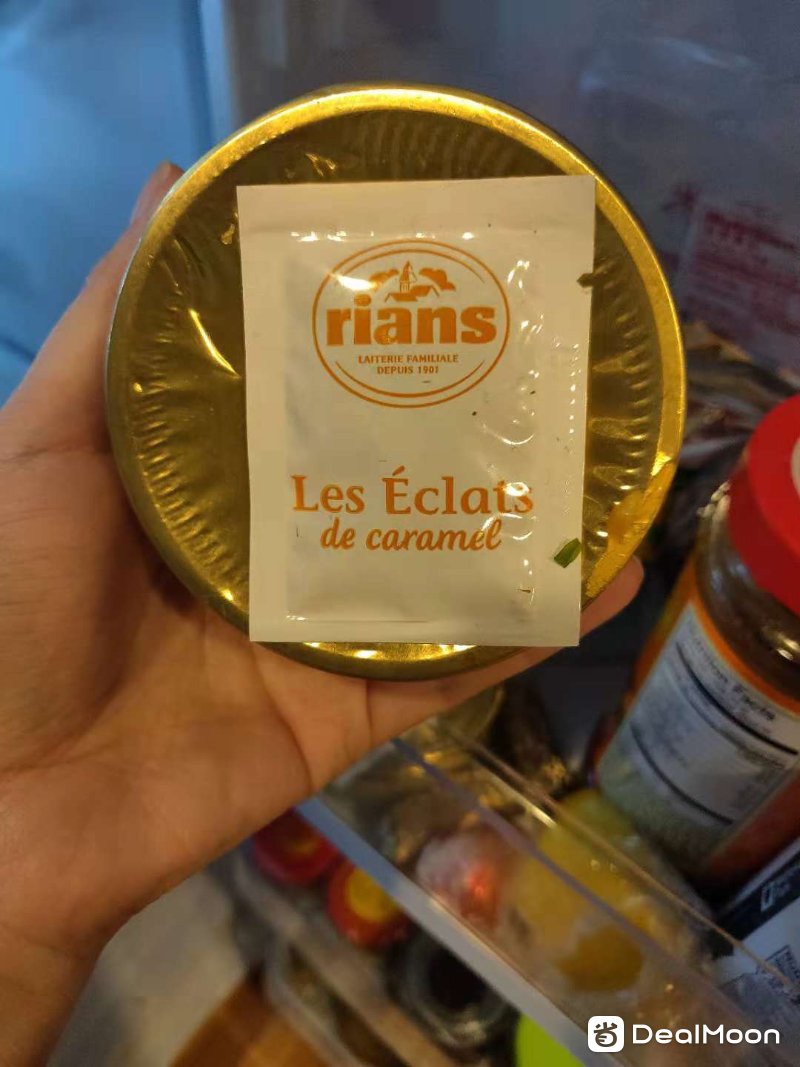 rians
LAITERIE FAMILIALE
DEPUIS 1901
Les Éclats
de caramel
DealMoon